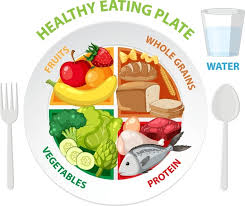 HEALTHY EATING PLATE
FRUITS
WHOLE GRAINS
WATER
VEGETABLES
PROTEIN